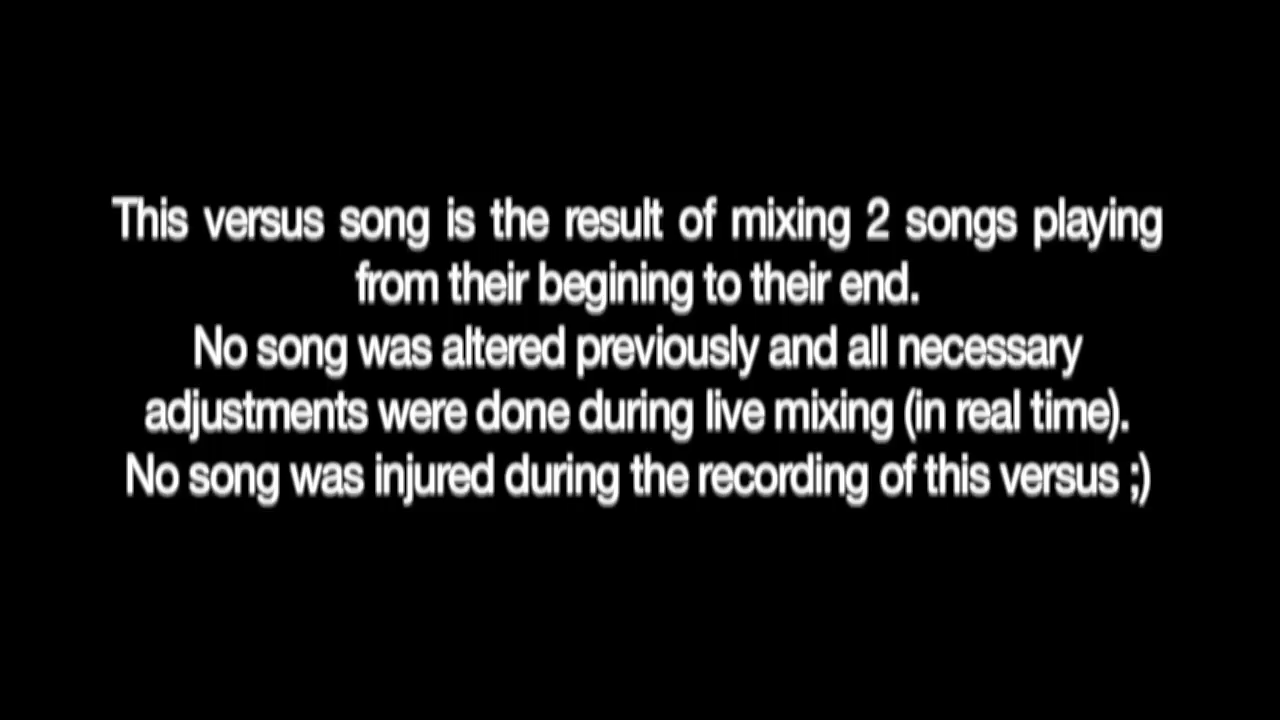 This versus song is the result of mixing 2 songs playing
from their begining to their end.
No song was altered previously and all necessary
adjustments were done during live mixing (in real time).
No song was injured during the recording of this versus ;)